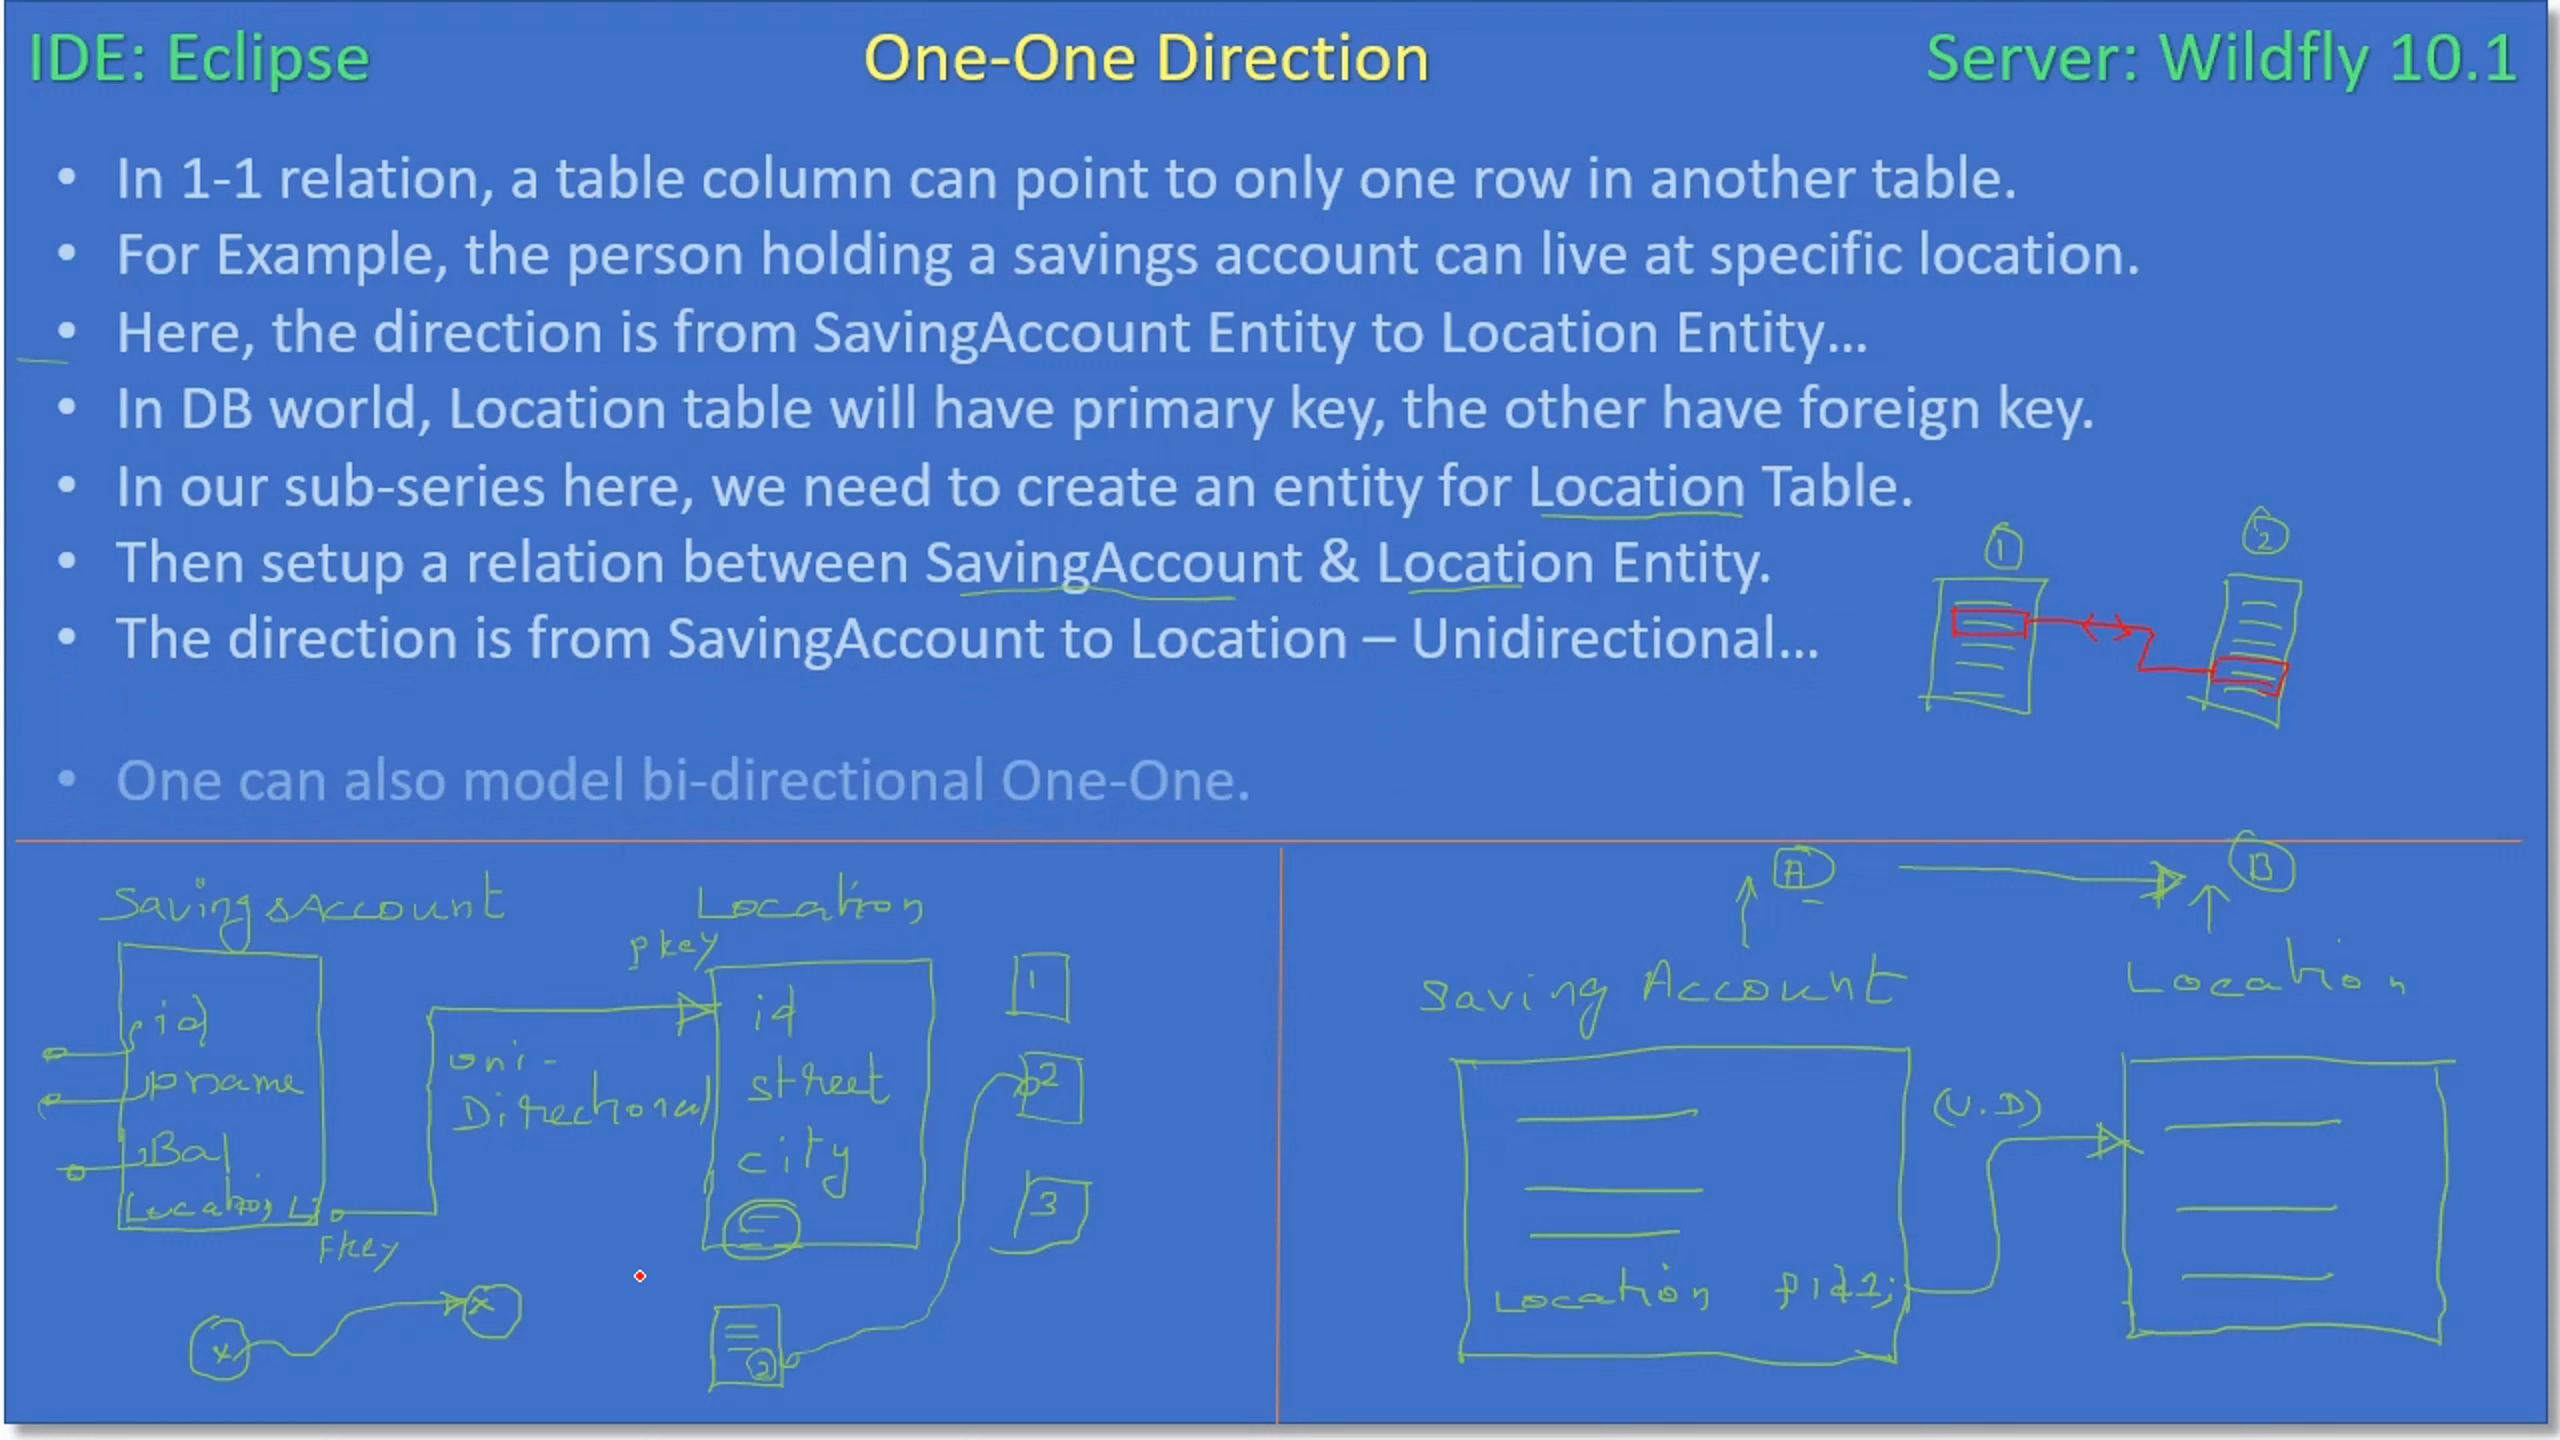 IDE: Eclipse
One-One Direction
Server: Wildfly 10.1
• In 1-1 relation, a table column can point to only one row in another table.
• For Example, the person holding a savings account can live at specific location.
• Here, the direction is from SavingAccount Entity to Location Entity...
• In DB world, Location table will have primary key, the other have foreign key.
• In our sub-series here, we need to create an entity for Location Table.
• Then setup a relation between SavingAccount & Location Entity.
• The direction is from SavingAccount to Location – Unidirectional...
1
2
• One can also model bi-directional One-One.
SavingsAccount
id
pname
Bal
Location L;
Fkey
uni-
Directional
Location
Pkey
id
street
city
1
2
3
x
x
2
A
B
Saving Account
Location
(U.D)
Location